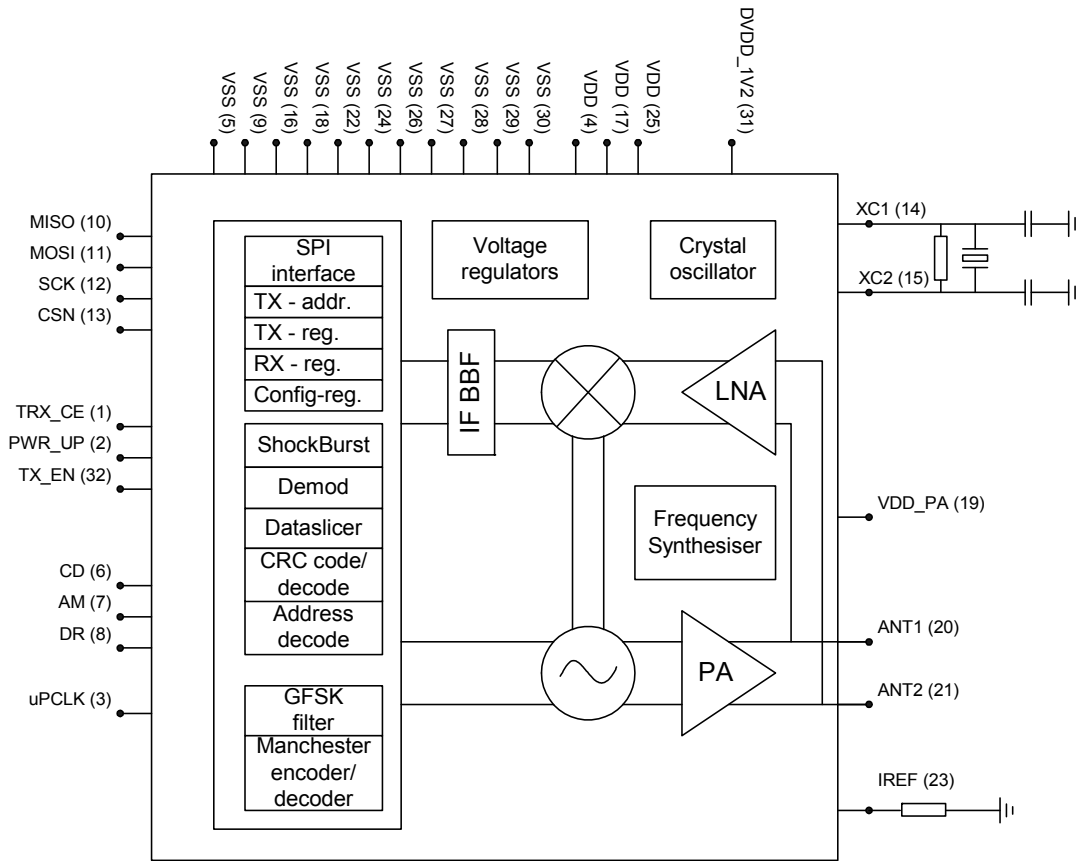 VSS (5)
VSS (9)
VSS (16)
VSS (18)
VSS (22)
VSS (24)
VSS (26)
VSS (27)
VSS (28)
VSS (29)
VSS (30)
VDD (4)
VDD (17)
VDD (25)
DVDD_1V2 (31)
MISO (10)
MOSI (11)
SCK (12)
CSN (13)
TRX_CE (1)
PWR_UP (2)
TX_EN (32)
CD (6)
AM (7)
DR (8)
uPCLK (3)
SPI
interface
TX - addr.
TX - reg.
RX - reg.
Config-reg.
ShockBurst
Demod
Dataslicer
CRC code/
decode
Address
decode
GFSK
filter
Manchester
encoder/
decoder
Voltage
regulators
Crystal
oscillator
IF BBF
LNA
Frequency
Synthesiser
PA
XC1 (14)
XC2 (15)
VDD_PA (19)
ANT1 (20)
ANT2 (21)
IREF (23)